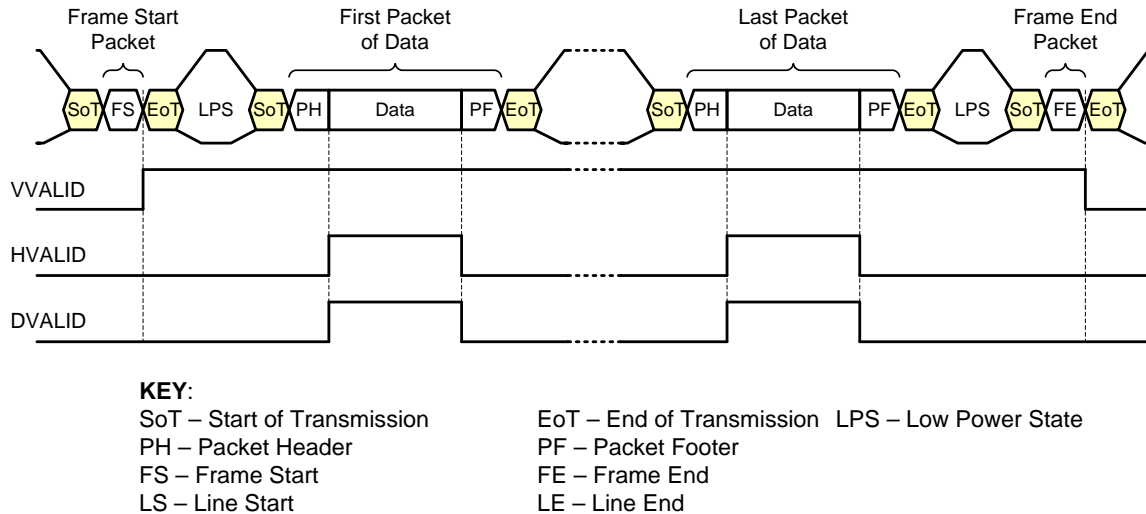 Frame Start Packet
First Packet of Data
Last Packet of Data
Frame End Packet
SoT FS EoT LPS SoT PH Data PF EoT SoT PH Data PF EoT LPS SoT FE EoT
VVALID
HVALID
DVALID
KEY:
SoT – Start of Transmission EoT – End of Transmission LPS – Low Power State
PH – Packet Header PF – Packet Footer
FS – Frame Start FE – Frame End
LS – Line Start LE – Line End